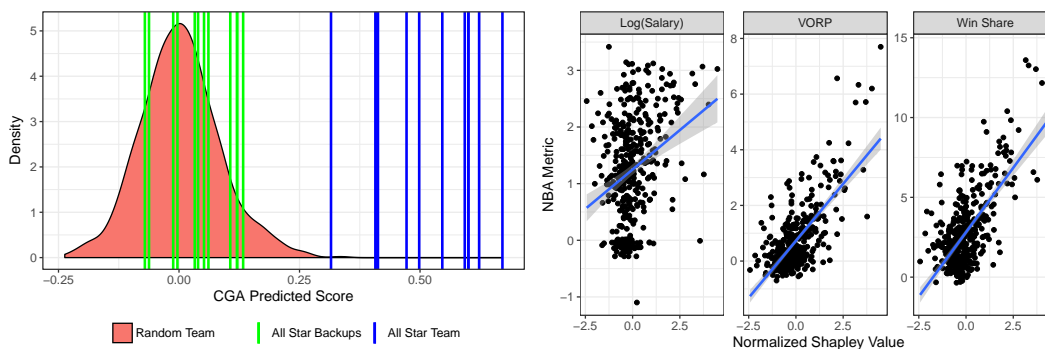 Log(Salary) VORP Win Share
Density
5
4
3
2
1
0
-0.25 0.00 0.25 0.50
CGA Predicted Score
Random Team All Star Backups All Star Team
NBA Metric
3
2
1
0
-1
8
6
4
2
0
15
10
5
0
-2.5 0.0 2.5 -2.5 0.0 2.5 -2.5 0.0 2.5
Normalized Shapley Value